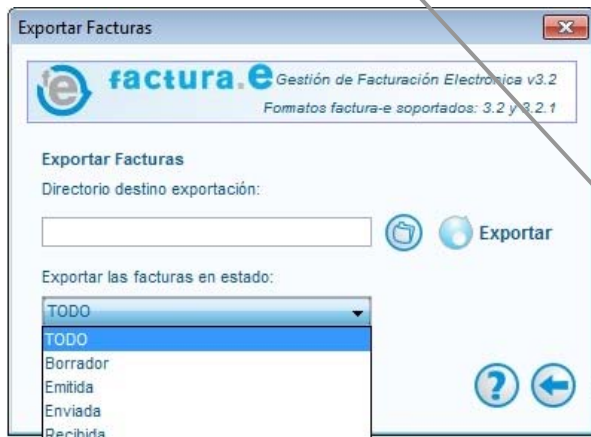 Exportar Facturas
factura.e Gestión de Facturación Electrónica v3.2
Formatos factura-e soportados: 3.2 y 3.2.1
Exportar Facturas
Directorio destino exportación:
Exportar
Exportar las facturas en estado:
TODO
TODO
Borrador
Emitida
Enviada
Recibida